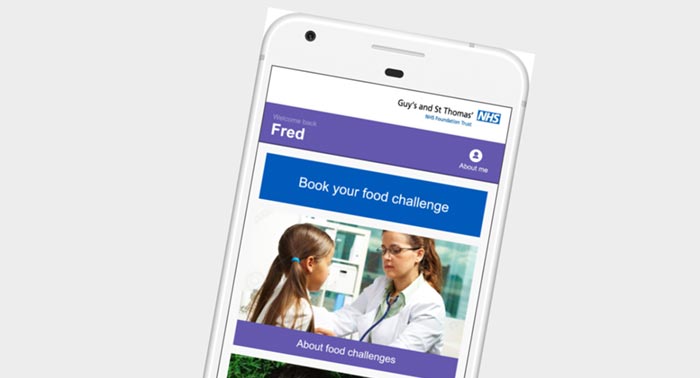 Guy's and St Thomas' NHS
NHS Foundation Trust
Welcome back
Fred
About me
Book your food challenge
About food challenges